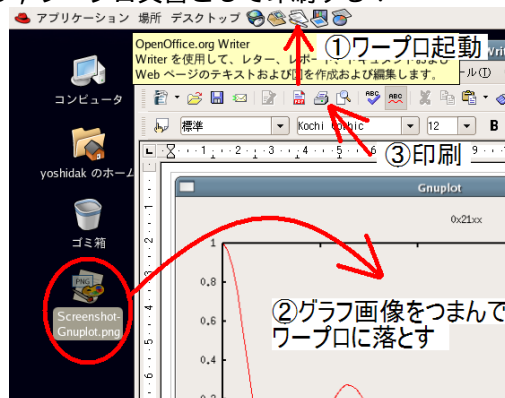 アプリケーション 場所 デスクトップ
①ワープロ起動
OpenOffice.org Writer
Writer を使用して、レター、レポート、ドキュメントおよび
Web ページのテキストおよび図を作成および編集します。
コンピュータ
標準
Kochi Gothic
12
B
③印刷
yoshidak のホーム
Gnuplot
0x21xx
ゴミ箱
1
0.8
0.6
0.4
②グラフ画像をつまんで
ワープロに落とす
PNG
Screenshot-
Gnuplot.png